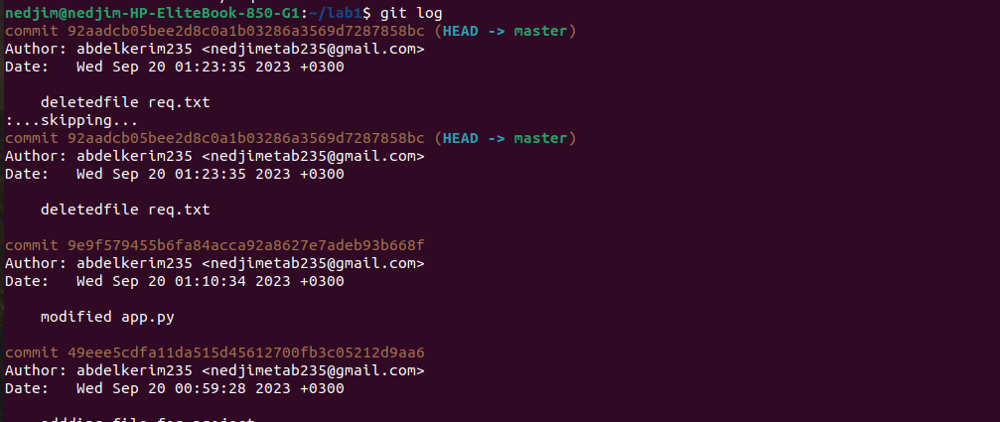 nedjim@nedjim-HP-EliteBook-850-G1:~/lab1$ git log
commit 92aadcb05bee2d8c0a1b03286a3569d7287858bc (HEAD -> master)
Author: abdelkerim235 <nedjimetab235@gmail.com>
Date:   Wed Sep 20 01:23:35 2023 +0300
    deletedfile req.txt
:...skipping...
commit 92aadcb05bee2d8c0a1b03286a3569d7287858bc (HEAD -> master)
Author: abdelkerim235 <nedjimetab235@gmail.com>
Date:   Wed Sep 20 01:23:35 2023 +0300
    deletedfile req.txt
commit 9e9f579455b6fa84acca92a8627e7adeb93b668f
Author: abdelkerim235 <nedjimetab235@gmail.com>
Date:   Wed Sep 20 01:10:34 2023 +0300
    modified app.py
commit 49eee5cdfa11da515d45612700fb3c05212d9aa6
Author: abdelkerim235 <nedjimetab235@gmail.com>
Date:   Wed Sep 20 00:59:28 2023 +0300